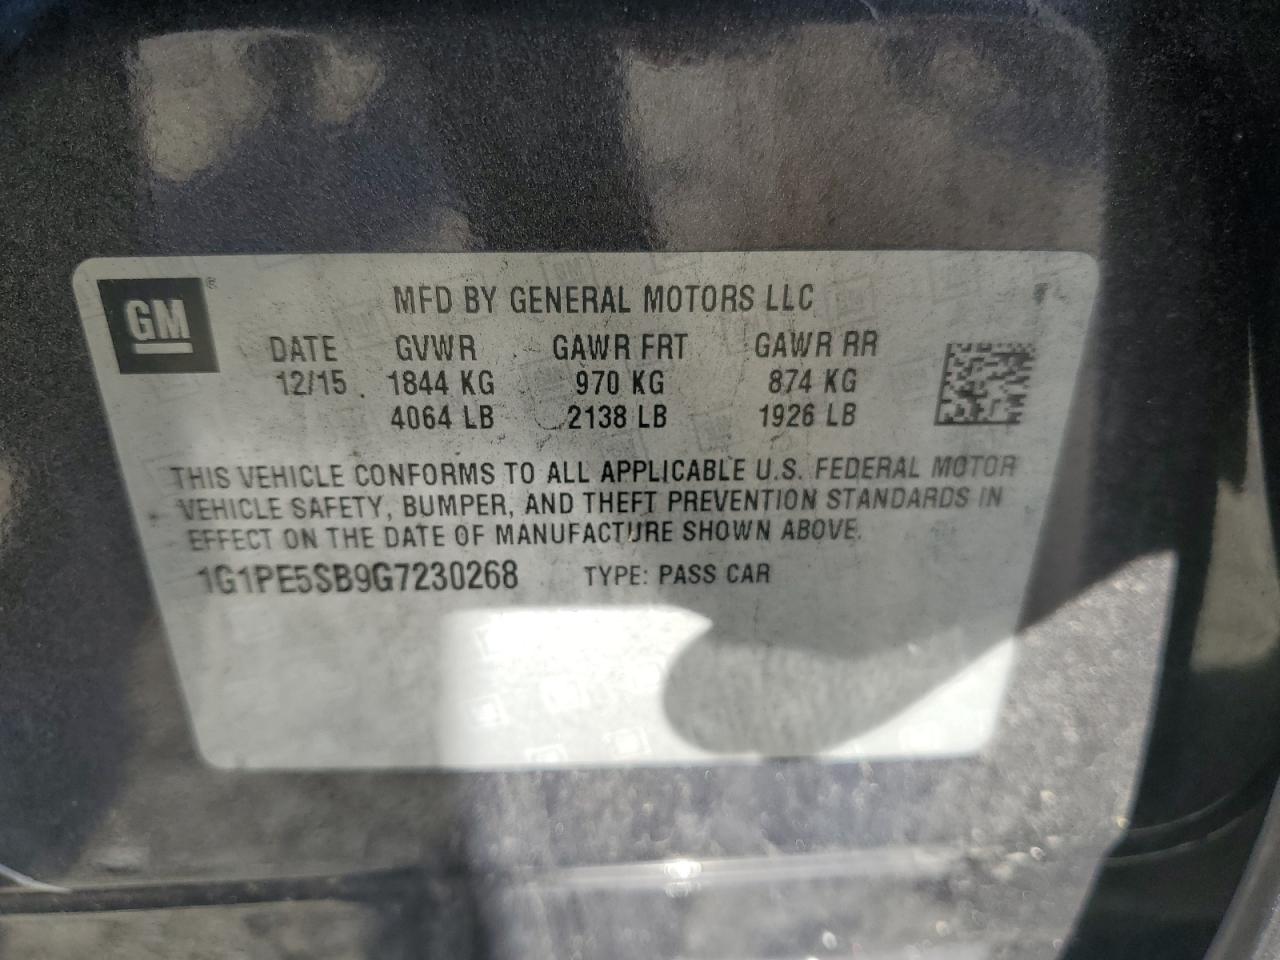 GM ®
MFD BY GENERAL MOTORS LLC
DATE GVWR GAWR FRT GAWR RR
12/15 1844 KG 970 KG 874 KG
4064 LB 2138 LB 1926 LB
THIS VEHICLE CONFORMS TO ALL APPLICABLE U.S. FEDERAL MOTOR
VEHICLE SAFETY, BUMPER, AND THEFT PREVENTION STANDARDS IN
EFFECT ON THE DATE OF MANUFACTURE SHOWN ABOVE.
1G1PE5SB9G7230268 TYPE: PASS CAR